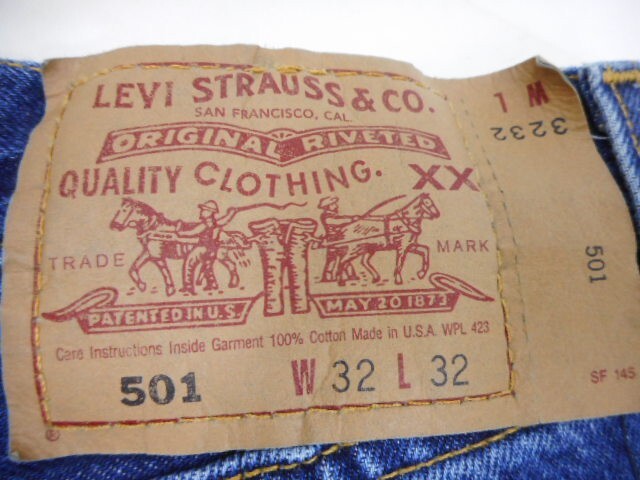 LEVI STRAUSS & CO.
SAN FRANCISCO, CAL.
ORIGINAL RIVETED
QUALITY CLOTHING. XX
TRADE MARK
PATENTED IN U.S. MAY 20 1873
Care Instructions Inside Garment 100% Cotton Made in U.S.A. WPL 423
501 W 32 L 32
®
W L
3232
501
SF 145